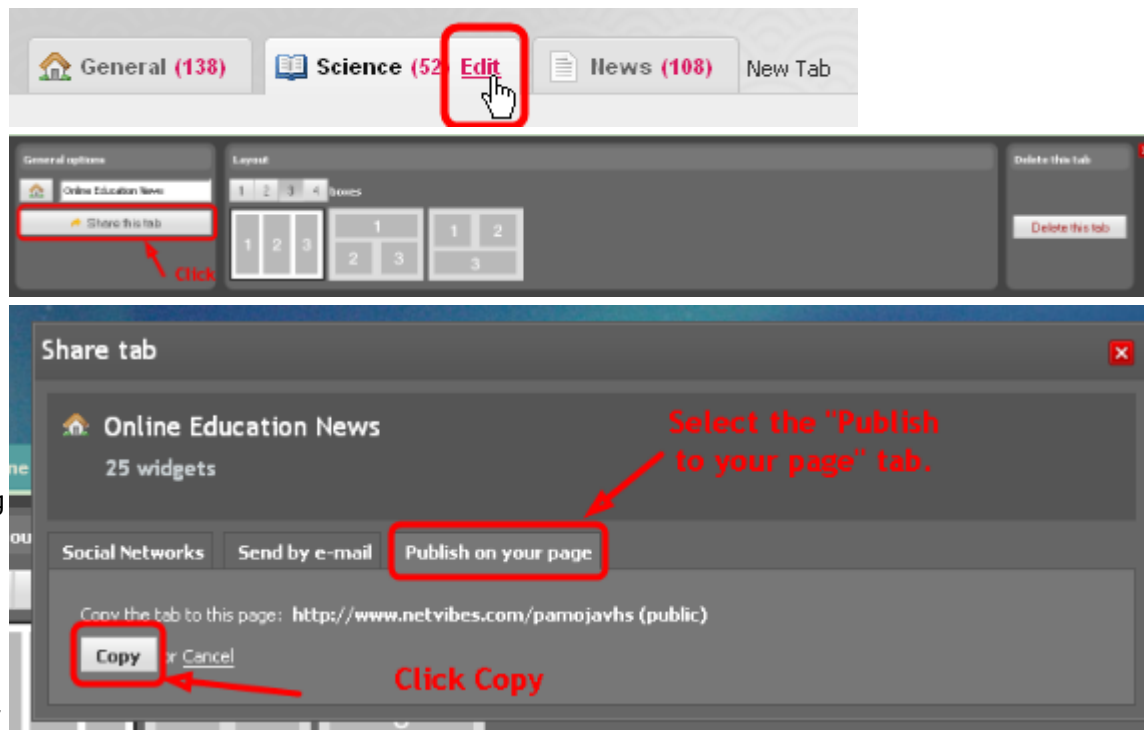 General (138) Science (52 Edit News (108) New Tab
General options Layout Delete this tab
Online Education News 1 2 3 4 boxes
Share this tab 1 2 3 1 2 3 1 2 3 Delete this tab
Click
Share tab
Online Education News
25 widgets
Select the "Publish
to your page" tab.
Social Networks Send by e-mail Publish on your page
Copy the tab to this page: http://www.netvibes.com/pamojavhs (public)
Copy or Cancel
Click Copy